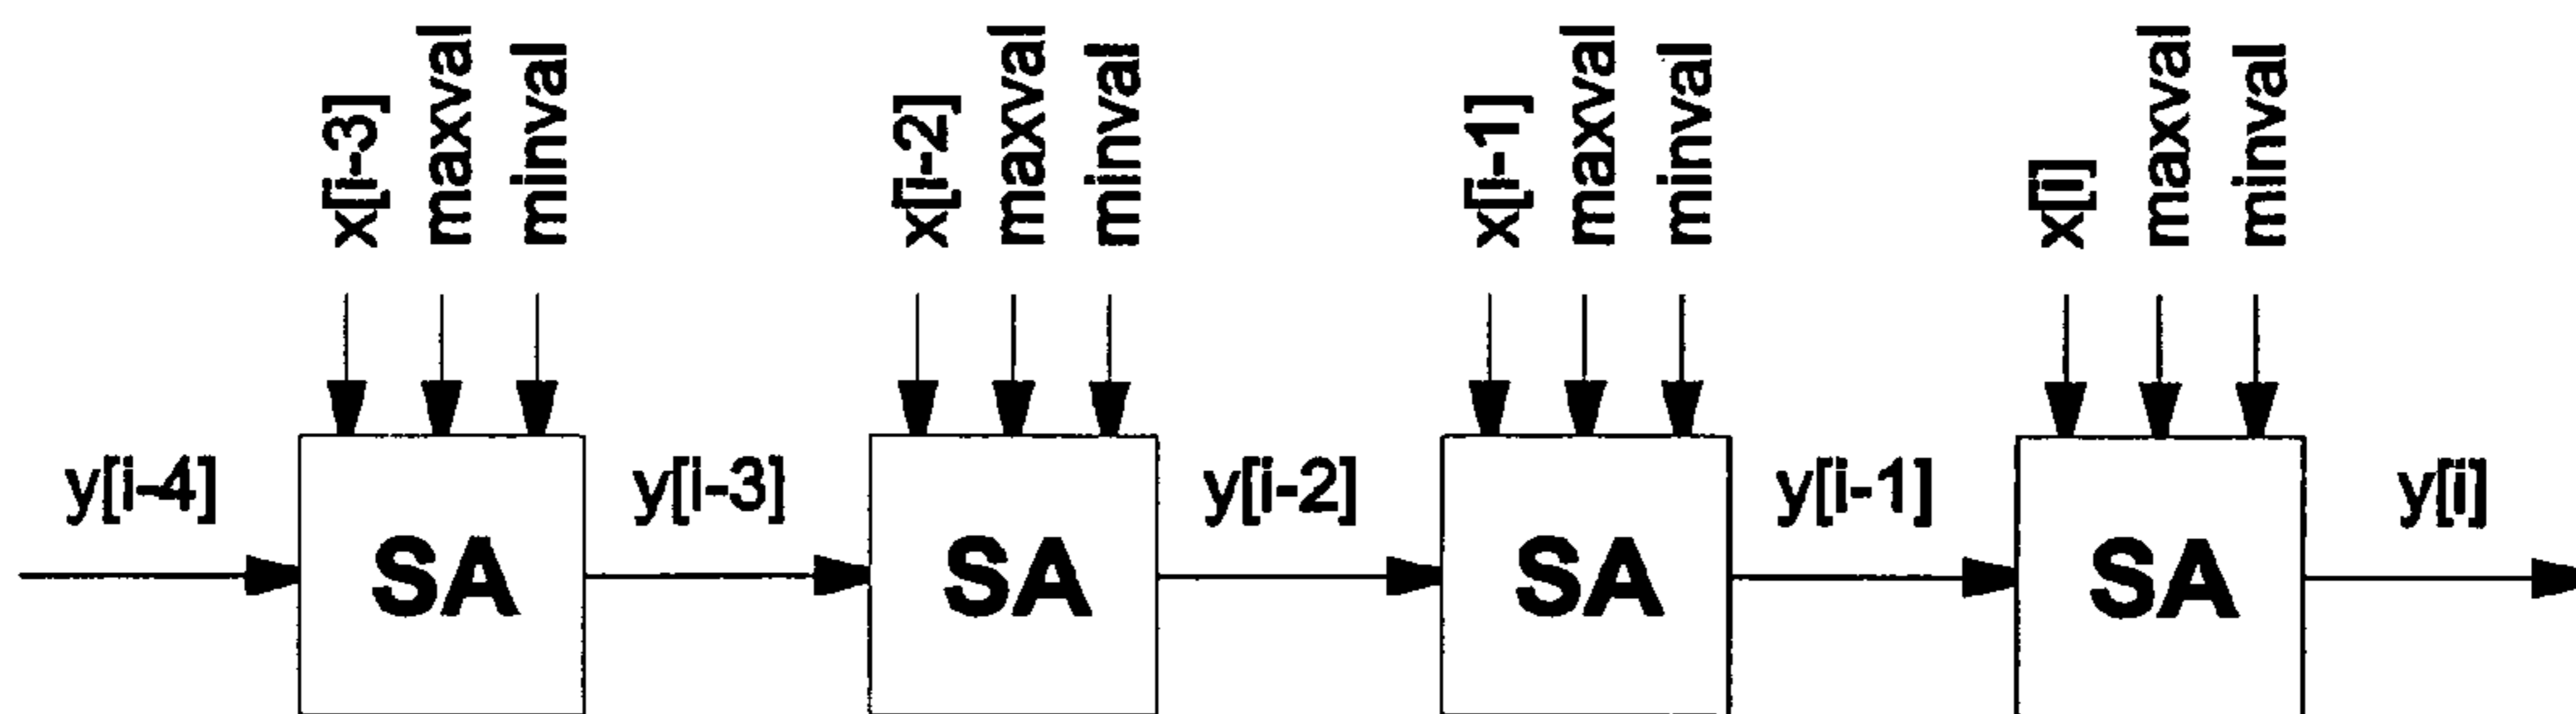 x[i-3] maxval minval x[i-2] maxval minval x[i-1] maxval minval x[i] maxval minval
y[i-4] y[i-3] y[i-2] y[i-1] y[i]
SA SA SA SA